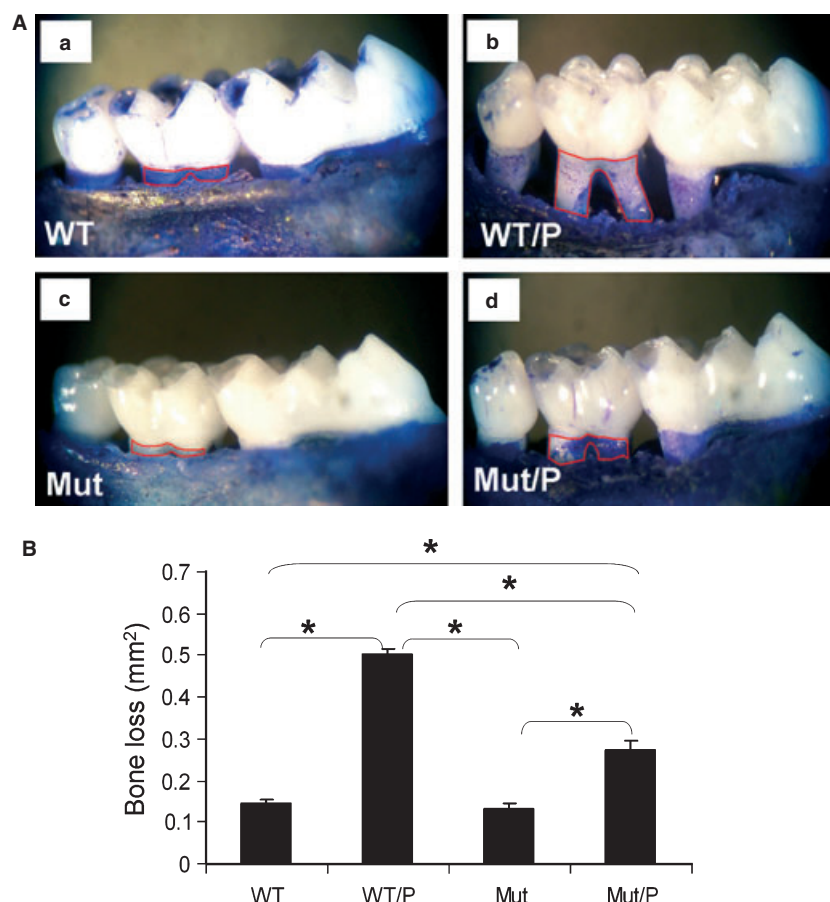 A
a
b
WT
WT/P
c
d
Mut
Mut/P
B
*
*
*
*
*
0.7
0.6
0.5
0.4
0.3
0.2
0.1
0
Bone loss (mm²)
WT WT/P Mut Mut/P